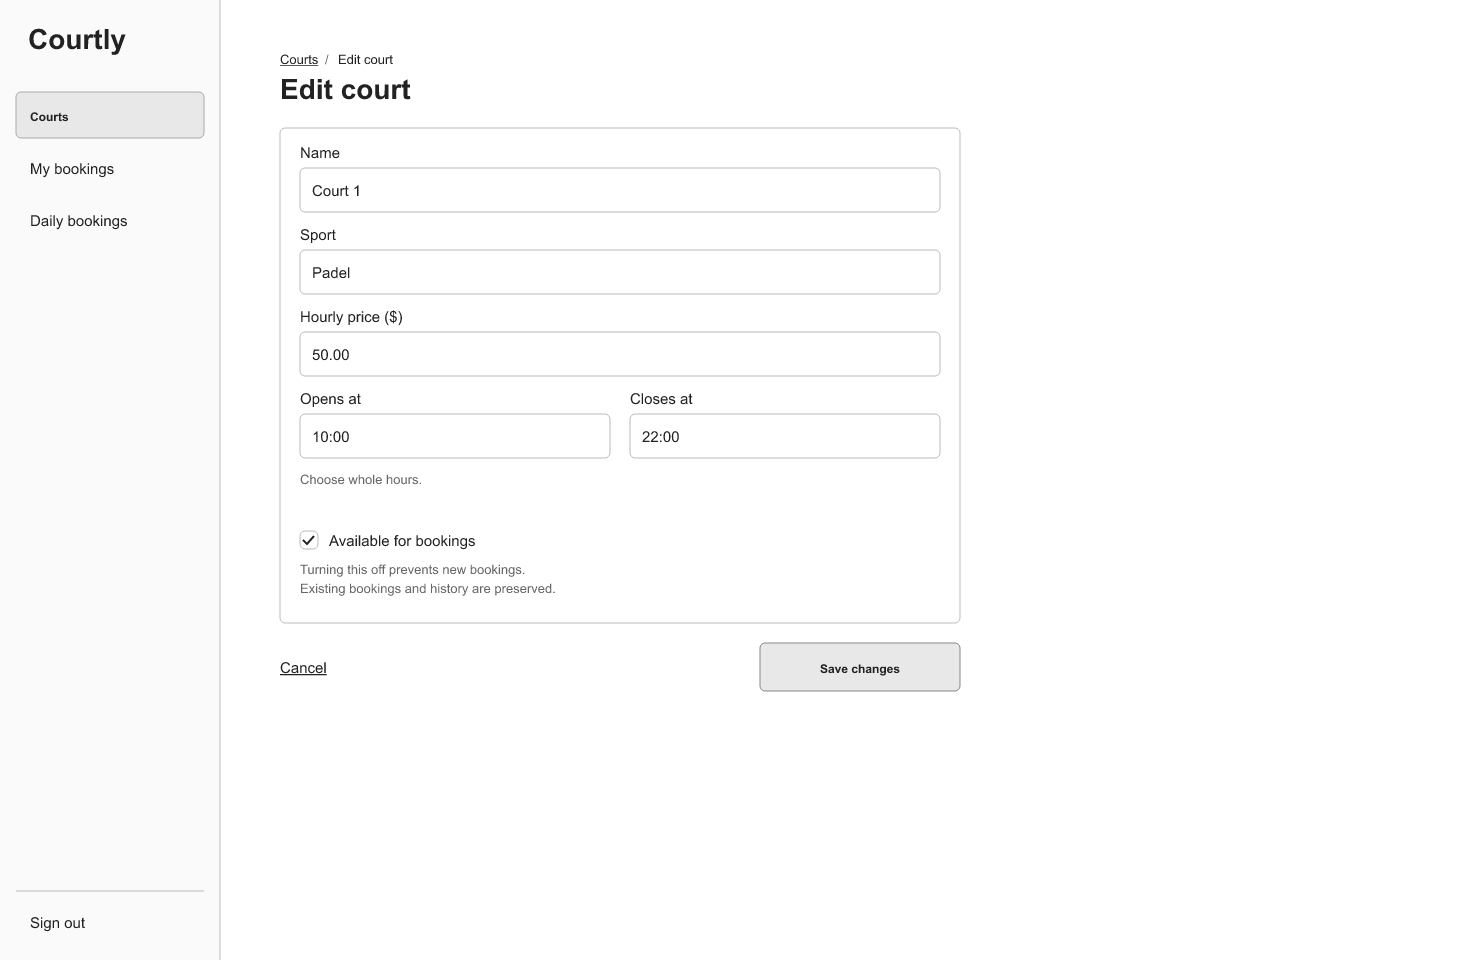 Courtly
Courts
My bookings
Daily bookings
Sign out
Courts / Edit court
Edit court
Name
Court 1
Sport
Padel
Hourly price ($)
50.00
Opens at
Closes at
10:00
22:00
Choose whole hours.
Available for bookings
Turning this off prevents new bookings.
Existing bookings and history are preserved.
Cancel
Save changes